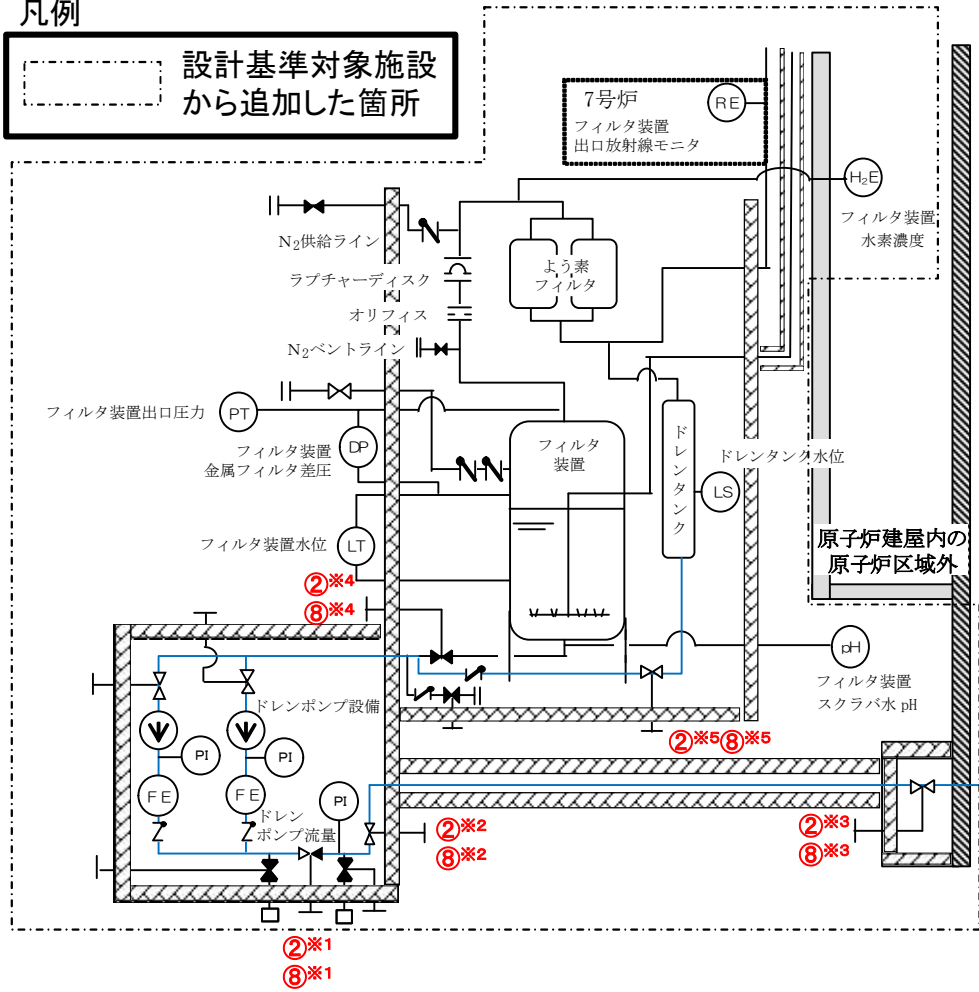 凡例
設計基準対象施設
から追加した箇所
7号炉
RE
フィルタ装置
出口放射線モニタ
H₂E
フィルタ装置
水素濃度
N₂供給ライン
よう素
フィルタ
ラプチャーディスク
オリフィス
N₂ベントライン
フィルタ装置出口圧力
PT
フィルタ装置
金属フィルタ差圧
DP
フィルタ
装置
ドレンタンク
ドレンタンク水位
LS
フィルタ装置水位
LT
原子炉建屋内の
原子炉区域外
②※4
⑧※4
pH
フィルタ装置
スクラバ水 pH
ドレンポンプ設備
PI
PI
②※5⑧※5
FE
FE
PI
ドレン
ポンプ流量
②※2
⑧※2
②※3
⑧※3
②※1
⑧※1